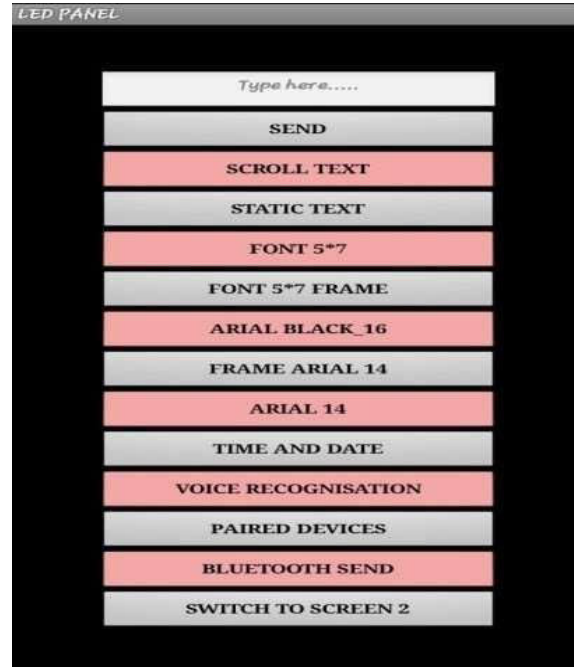 LED PANEL
Type here.....
SEND
SCROLL TEXT
STATIC TEXT
FONT 5*7
FONT 5*7 FRAME
ARIAL BLACK_16
FRAME ARIAL 14
ARIAL 14
TIME AND DATE
VOICE RECOGNISATION
PAIRED DEVICES
BLUETOOTH SEND
SWITCH TO SCREEN 2